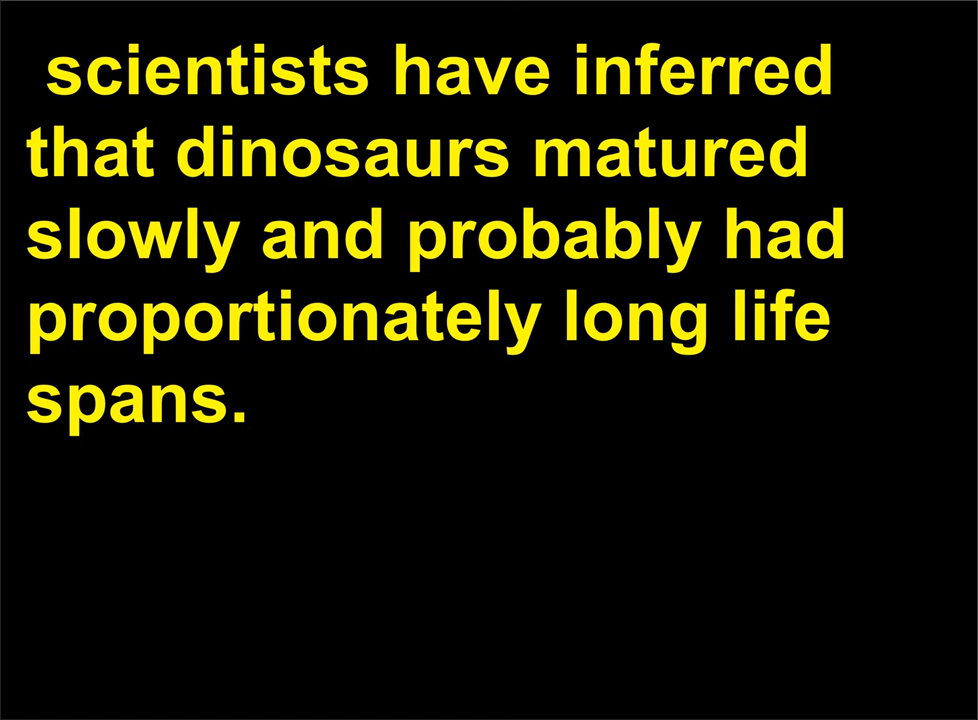 scientists have inferred
that dinosaurs matured
slowly and probably had
proportionately long life
spans.